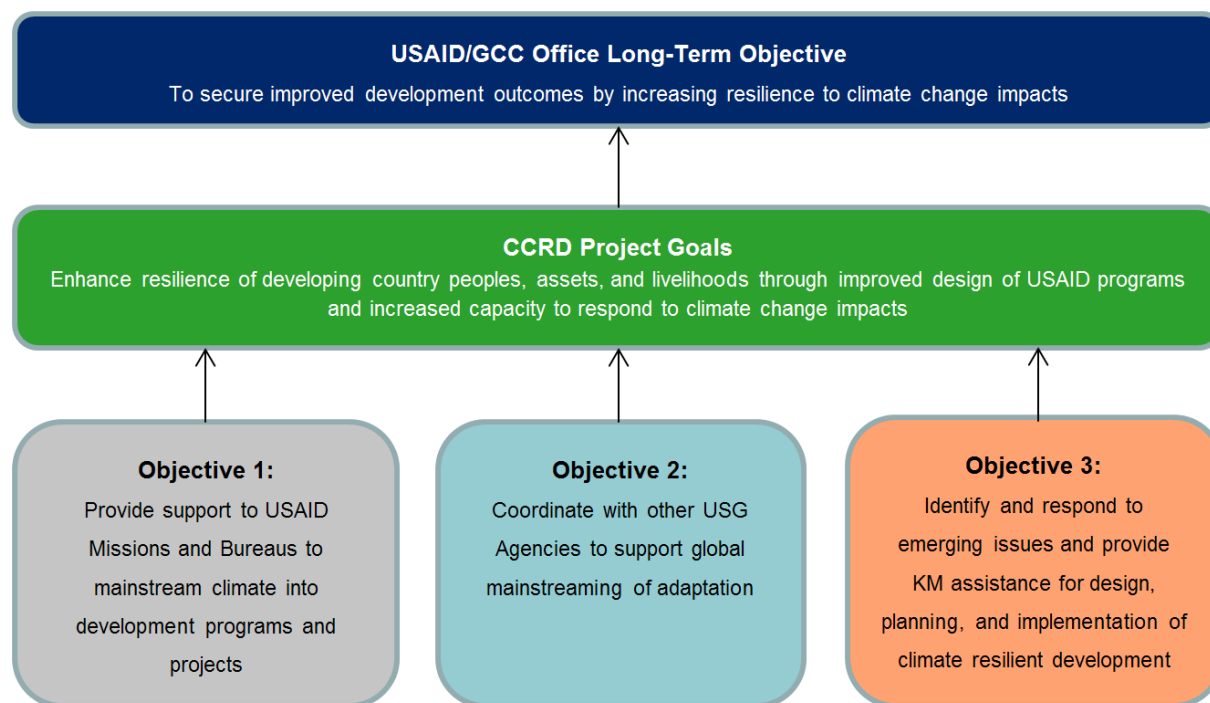 USAID/GCC Office Long-Term Objective
To secure improved development outcomes by increasing resilience to climate change impacts
CCRD Project Goals
Enhance resilience of developing country peoples, assets, and livelihoods through improved design of USAID programs
and increased capacity to respond to climate change impacts
Objective 1:
Provide support to USAID
Missions and Bureaus to
mainstream climate into
development programs and
projects
Objective 2:
Coordinate with other USG
Agencies to support global
mainstreaming of adaptation
Objective 3:
Identify and respond to
emerging issues and provide
KM assistance for design,
planning, and implementation of
climate resilient development